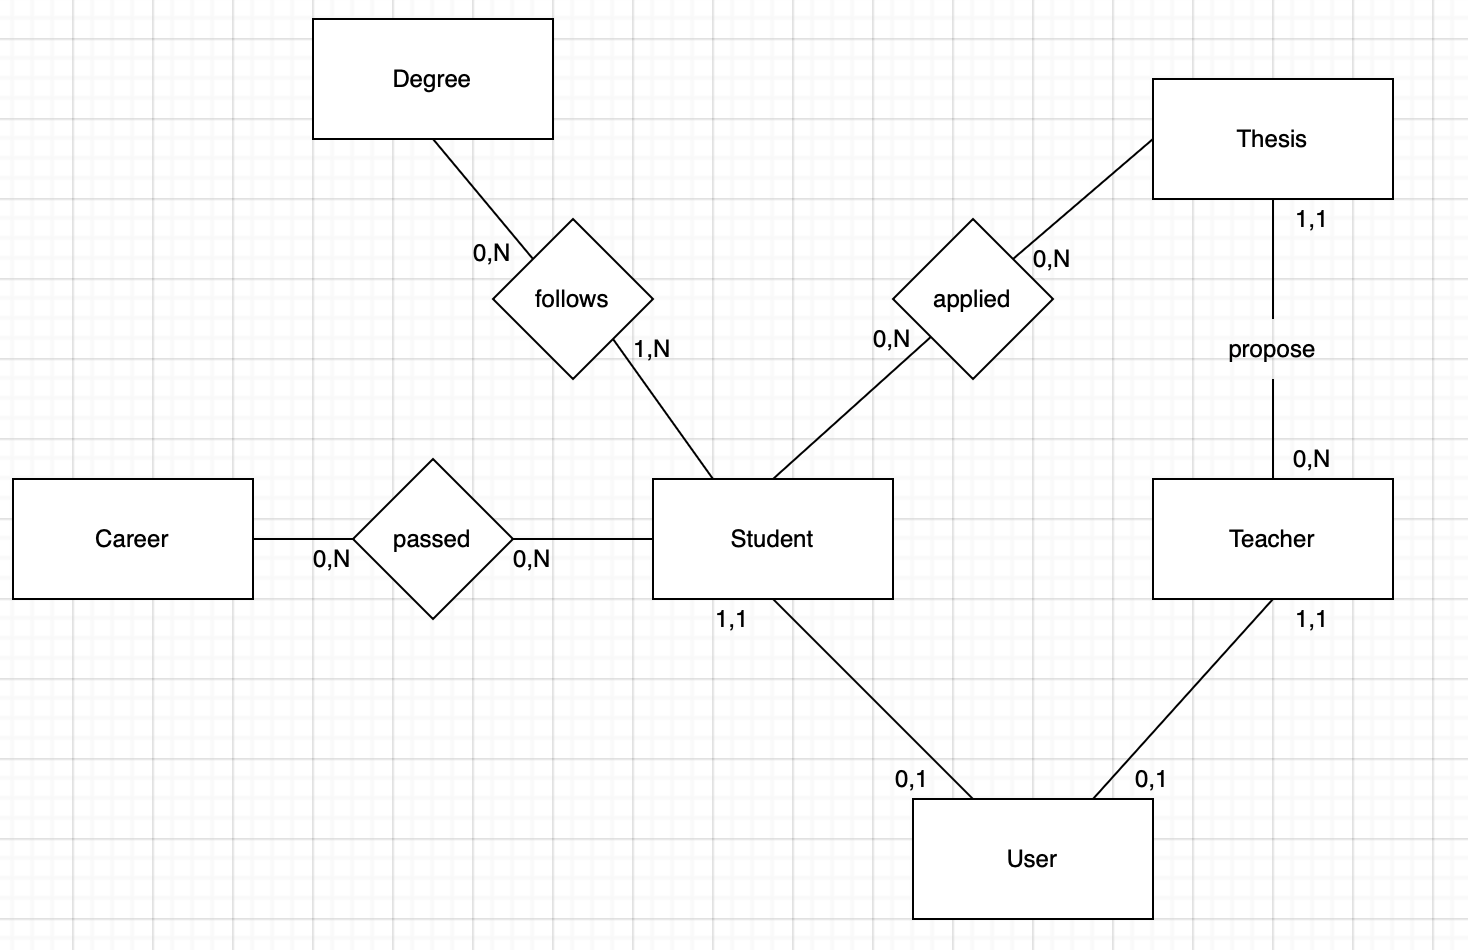 Degree
Thesis
1,1
0,N
0,N
follows
applied
0,N
1,N
propose
0,N
Career
0,N
passed
0,N
Student
Teacher
1,1
1,1
0,1
0,1
User